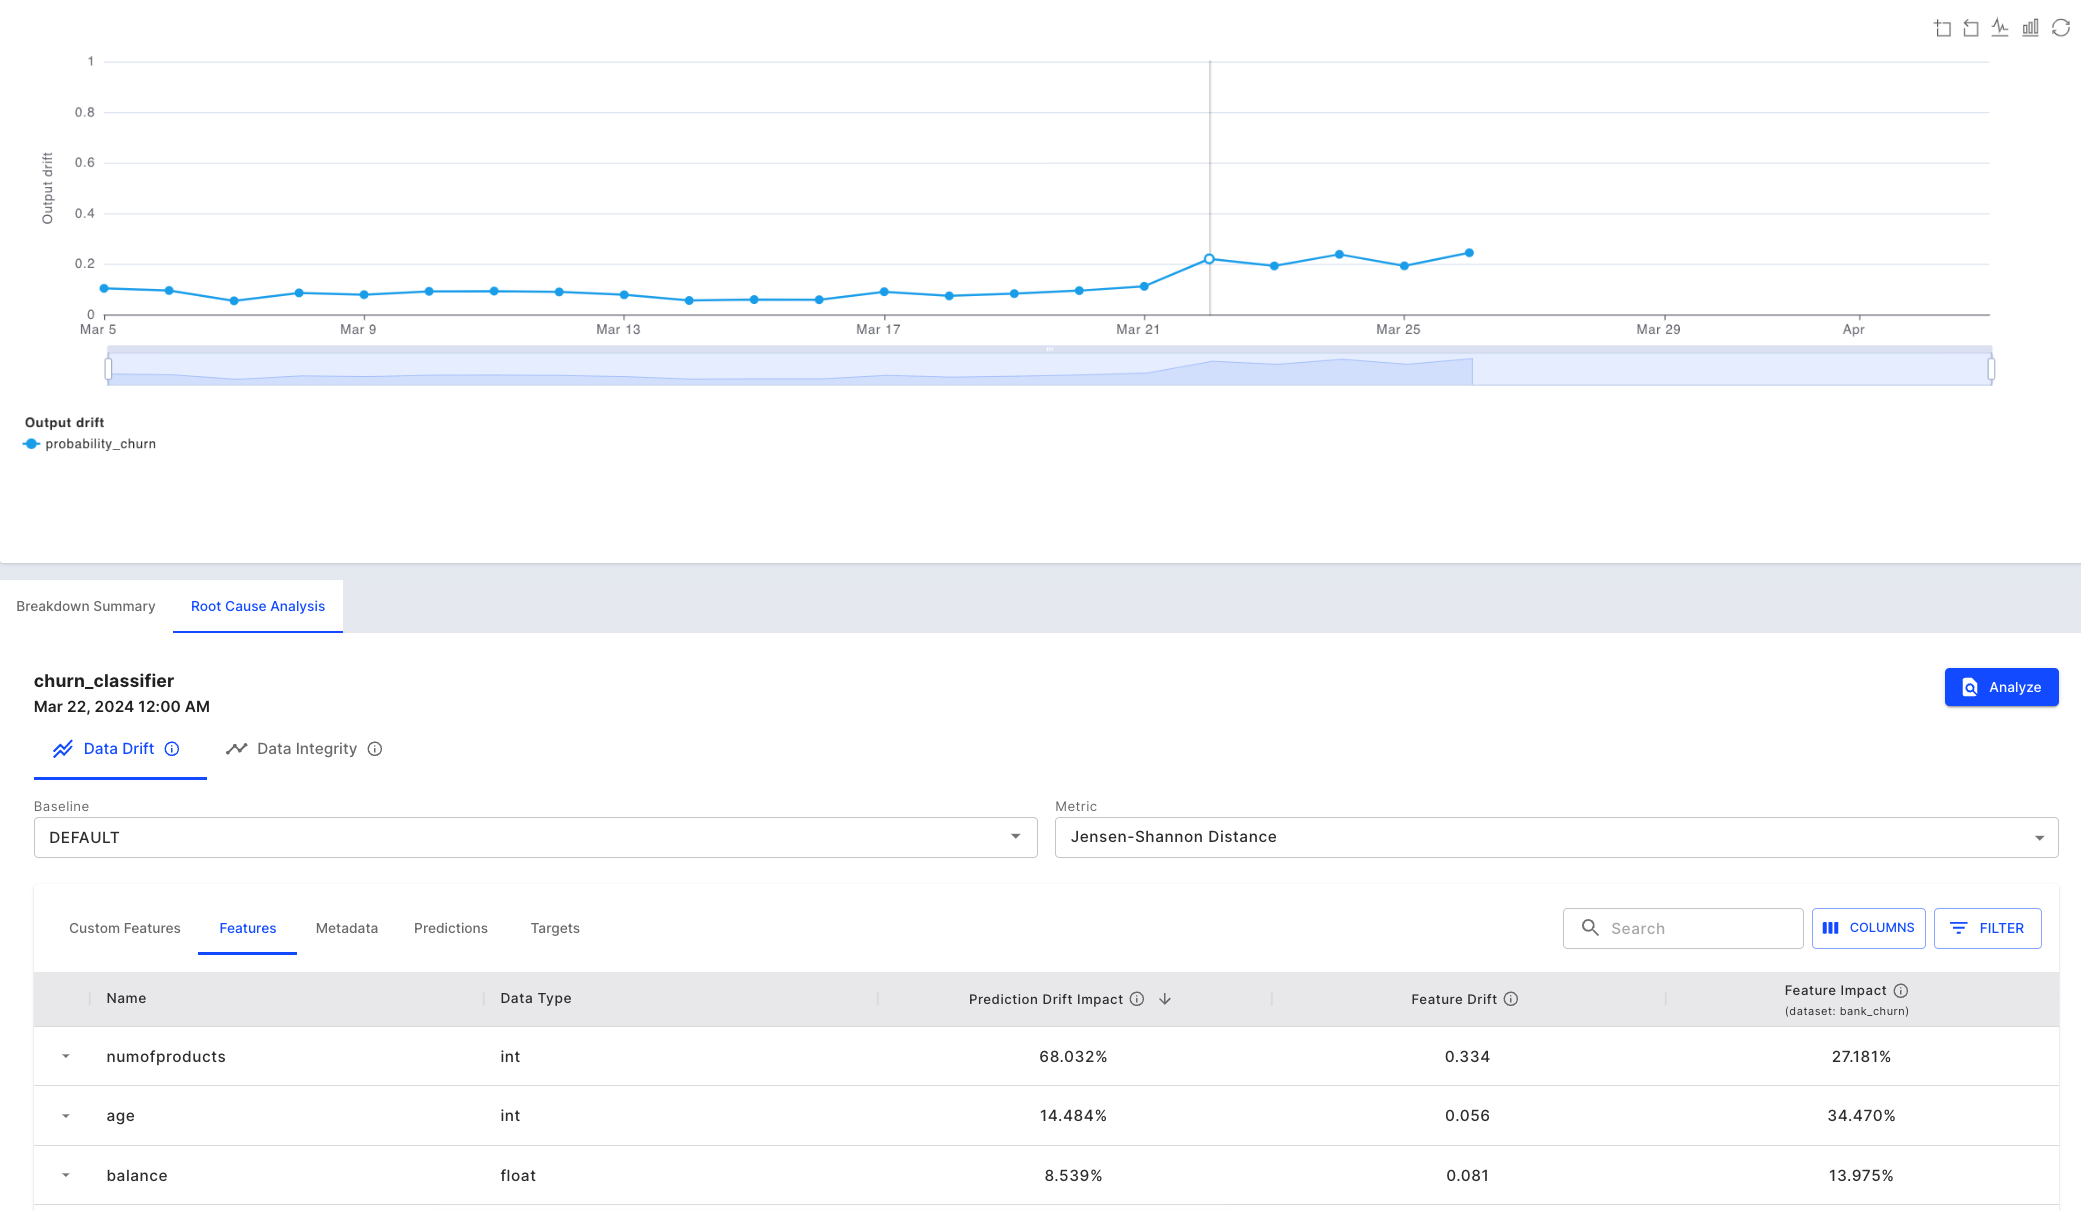 1
0.8
0.6
0.4
0.2
0
Output drift
Mar 5 Mar 9 Mar 13 Mar 17 Mar 21 Mar 25 Mar 29 Apr
Output drift
probability_churn
Breakdown Summary Root Cause Analysis
churn_classifier
Mar 22, 2024 12:00 AM
Analyze
Data Drift Data Integrity
Baseline Metric
DEFAULT Jensen-Shannon Distance
Custom Features Features Metadata Predictions Targets Search COLUMNS FILTER
Name Data Type Prediction Drift Impact Feature Drift Feature Impact
(dataset: bank_churn)
numofproducts int 68.032% 0.334 27.181%
age int 14.484% 0.056 34.470%
balance float 8.539% 0.081 13.975%